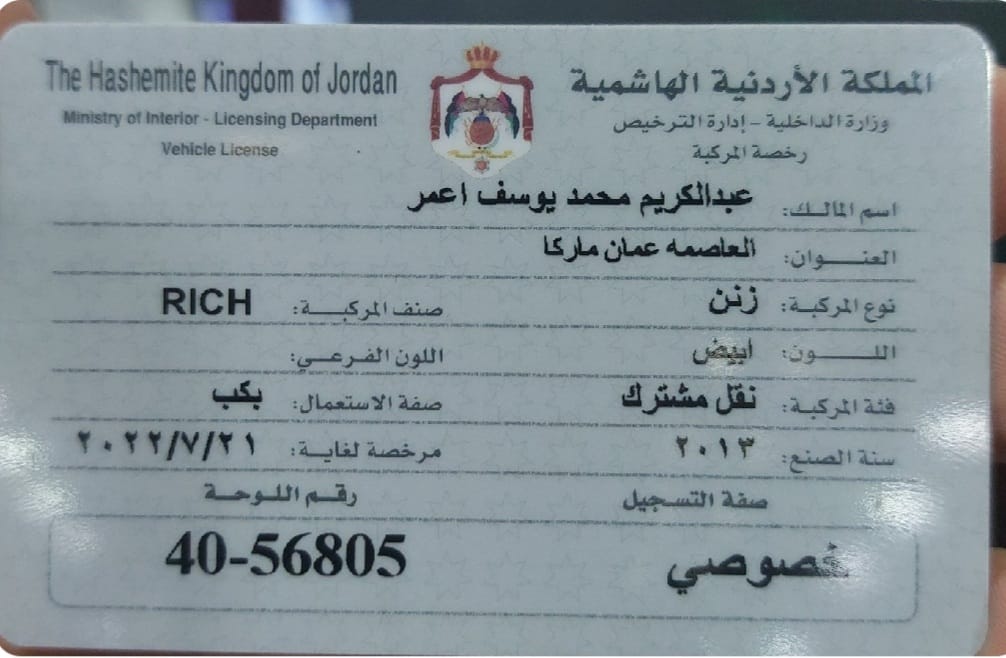 The Hashemite Kingdom of Jordan
المملكة الأردنية الهاشمية
Ministry of Interior - Licensing Department
وزارة الداخلية - إدارة الترخيص
Vehicle License
رخصة المركبة
اسم المالك: عبدالكريم محمد يوسف اعمر
العنوان: العاصمه عمان ماركا
نوع المركبة: زنن صنف المركبة: RICH
اللون: ابيض اللون الفرعي:
فئة المركبة: نقل مشترك صفة الاستعمال: بكب
سنة الصنع: ٢٠١٣ مرخصة لغاية: ٢٠٢٢/٧/٢١
صفة التسجيل رقم اللوحة
خصوصي 40-56805